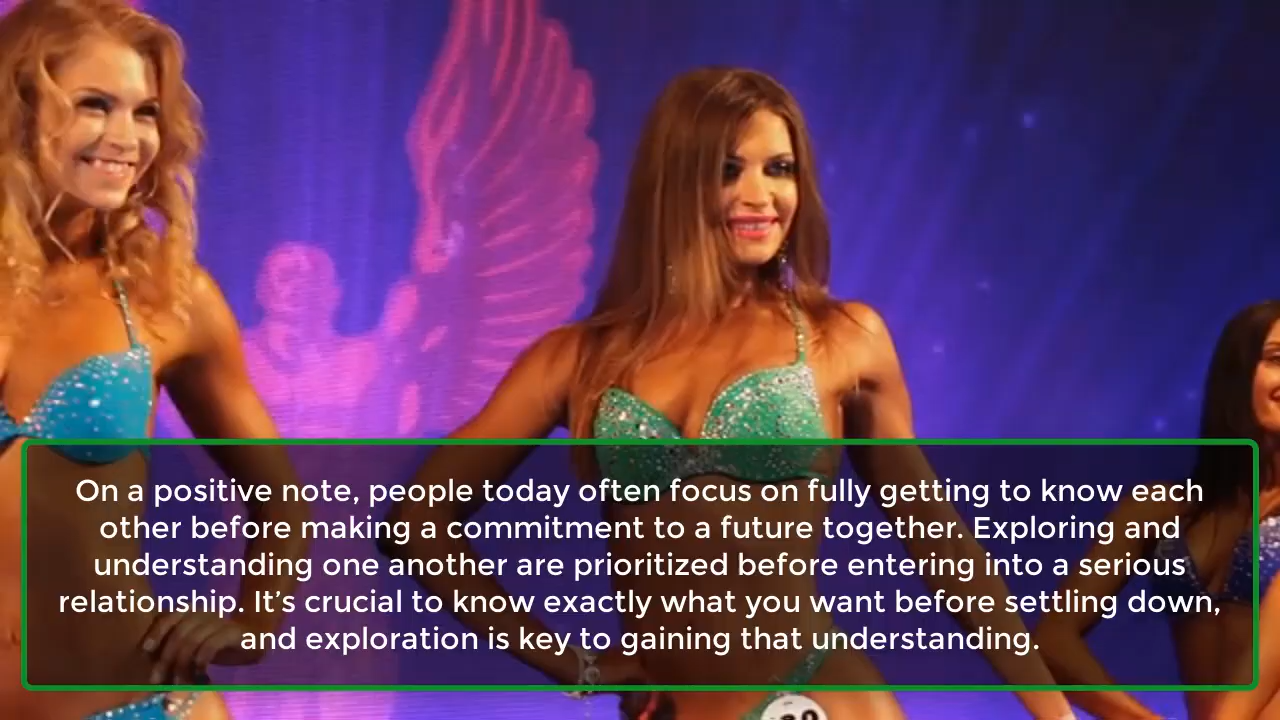 On a positive note, people today often focus on fully getting to know each
other before making a commitment to a future together. Exploring and
understanding one another are prioritized before entering into a serious
relationship. It’s crucial to know exactly what you want before settling down,
and exploration is key to gaining that understanding.